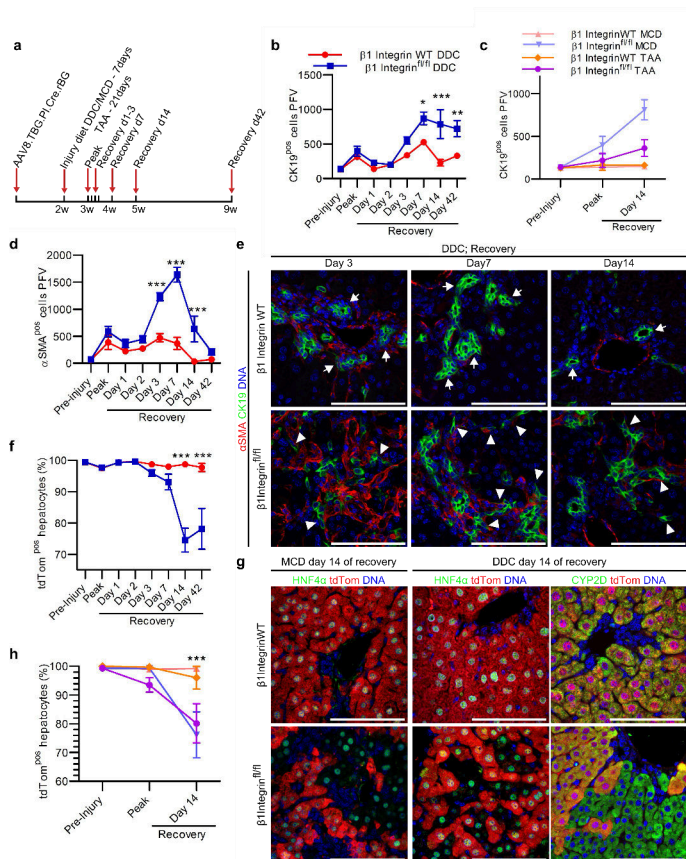 a
AAV8.TBG.PI.Cre.rBG
Injury diet DDC/MCD - 7days
TAA - 21days
Peak
Recovery d1-3
Recovery d7
Recovery d14
Recovery d42
2w 3w 4w 5w 9w
b
β1 Integrin WT DDC
β1 Integrin fl/fl DDC
CK19pos cells PFV
1000
500
0
* *** **
Pre-injury Peak Day 1 Day 2 Day 3 Day 7 Day 14 Day 42
Recovery
c
β1 IntegrinWT MCD
β1 Integrinfl/fl MCD
β1 IntegrinWT TAA
β1 Integrinfl/fl TAA
CK19pos cells PFV
1000
500
0
Pre-Injury Peak Day 14
Recovery
d
αSMApos cells PFV
2000
1500
1000
500
0
*** *** ***
Pre-injury Peak Day 1 Day 2 Day 3 Day 7 Day 14 Day 42
Recovery
e
DDC; Recovery
Day 3 Day7 Day14
β1 Integrin WT
β1Integrinfl/fl
αSMA CK19 DNA
f
tdTom pos hepatocytes (%)
100
90
80
70
*** ***
Pre-Injury Peak Day 1 Day 2 Day 3 Day 7 Day 14 Day 42
Recovery
g
MCD day 14 of recovery DDC day 14 of recovery
HNF4α tdTom DNA HNF4α tdTom DNA CYP2D tdTom DNA
β1IntegrinWT
β1Integrinfl/fl
h
tdTompos hepatocytes (%)
100
90
80
70
60
***
Pre-Injury Peak Day 14
Recovery